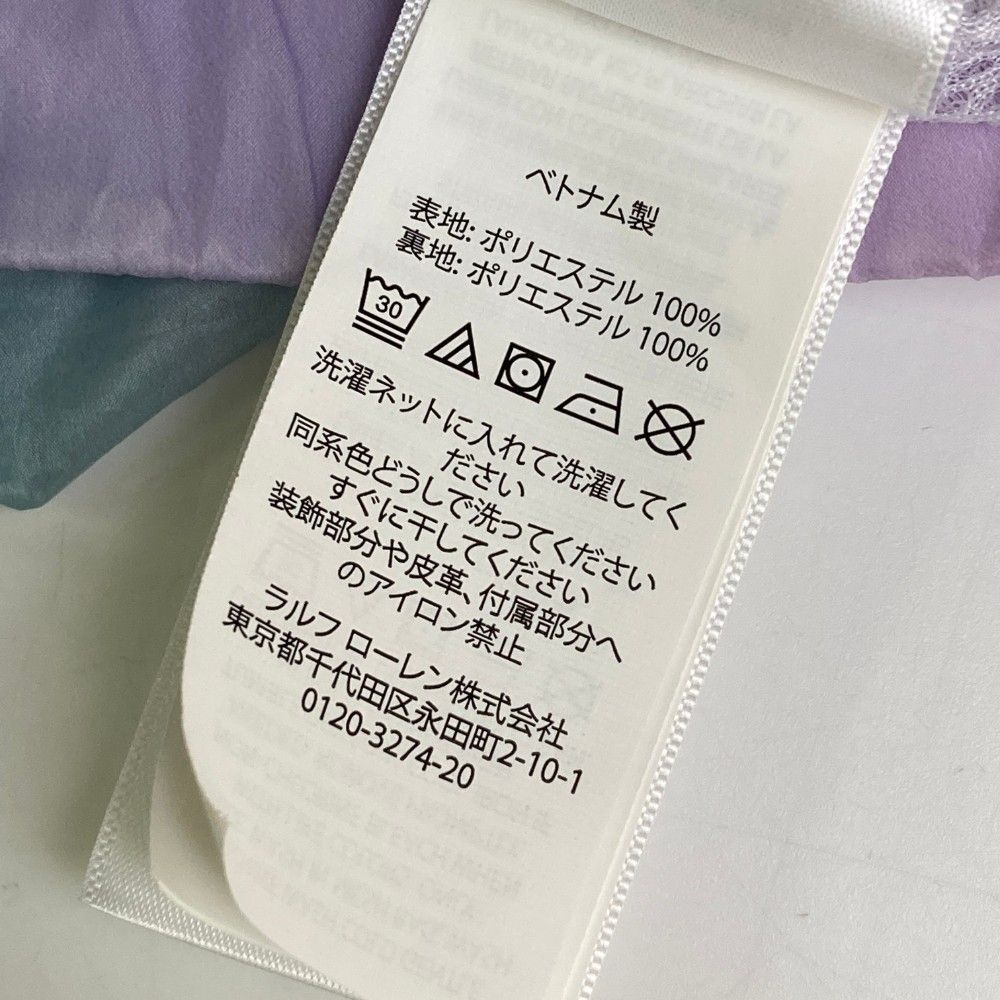 ベトナム製
表地: ポリエステル 100%
裏地: ポリエステル 100%
30
洗濯ネットに入れて洗濯してく
ださい
同系色どうしで洗ってください
すぐに干してください
装飾部分や皮革、付属部分へ
のアイロン禁止
ラルフ ローレン株式会社
東京都千代田区永田町2-10-1
0120-3274-20